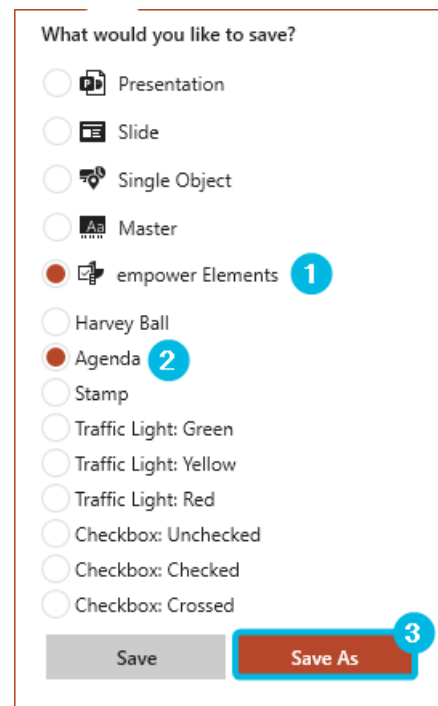 What would you like to save?
Presentation
Slide
Single Object
Aa Master
empower Elements 1
Harvey Ball
Agenda 2
Stamp
Traffic Light: Green
Traffic Light: Yellow
Traffic Light: Red
Checkbox: Unchecked
Checkbox: Checked
Checkbox: Crossed
3
Save Save As